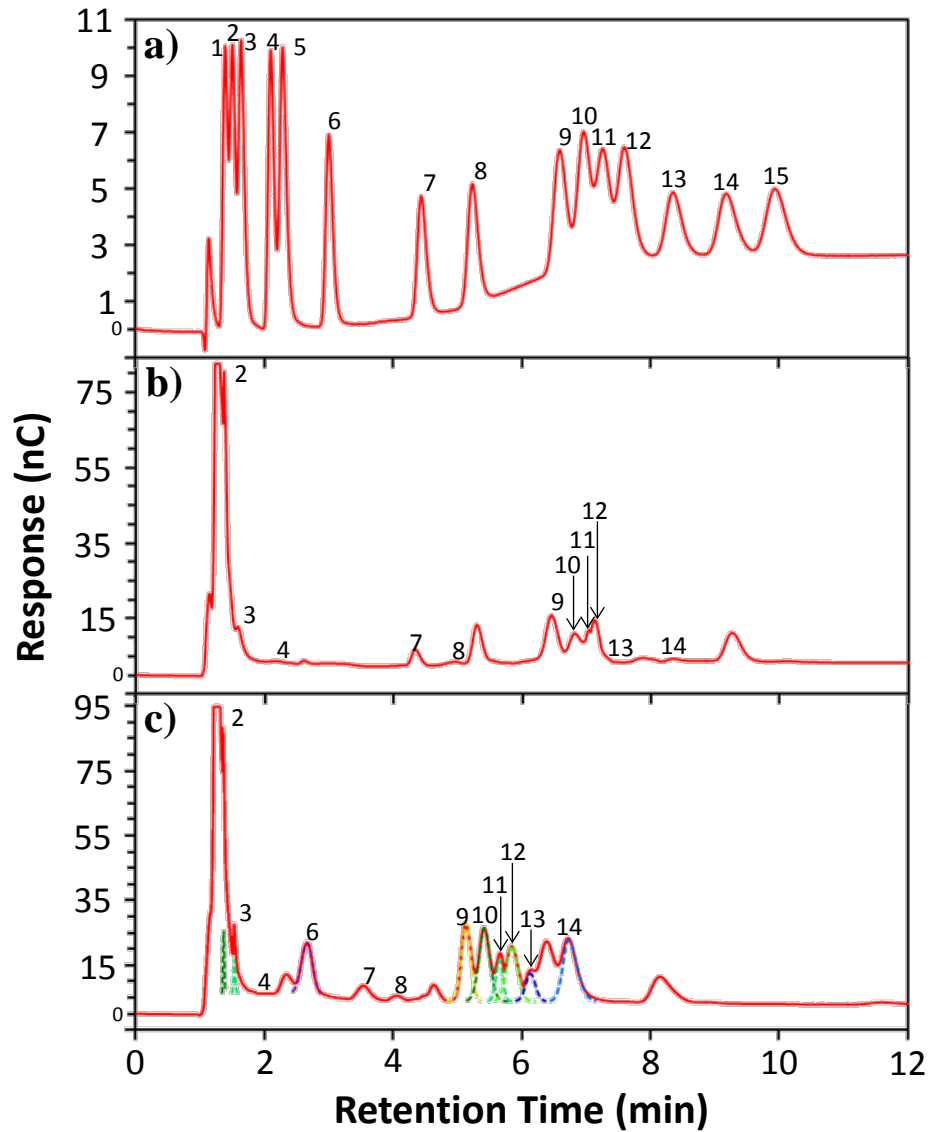 Response (nC)
a)
11
9
7
5
3
1
0
1 2 3 4 5 6 7 8 9 10 11 12 13 14 15
b)
75
55
35
15
0
2 3 4 7 8 9 10 11 12 13 14
c)
95
75
55
35
15
0
2 3 4 6 7 8 9 10 11 12 13 14
0 2 4 6 8 10 12
Retention Time (min)